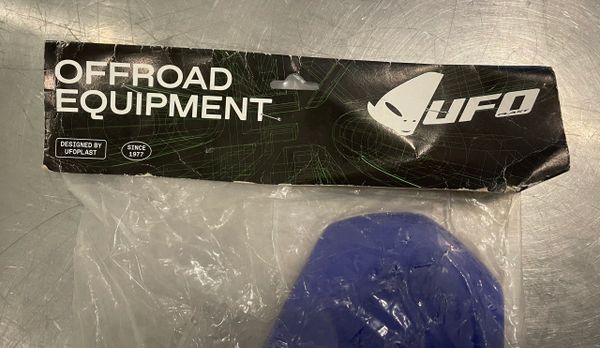 OFFROAD
EQUIPMENT
UFO
DESIGNED BY
UFOPLAST
SINCE
1977